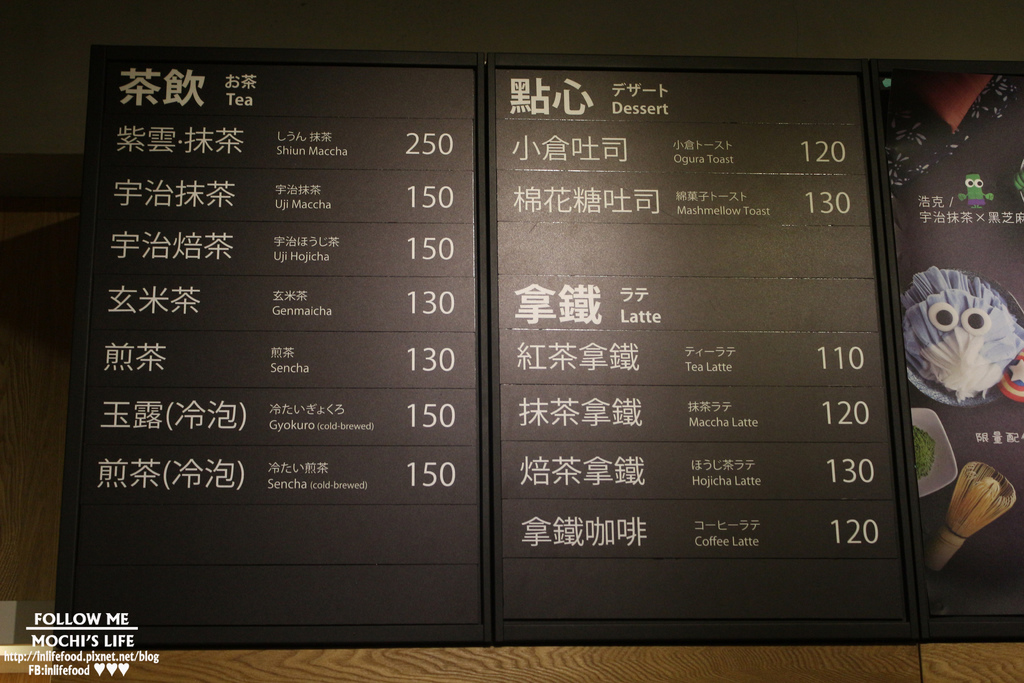 茶飲 お茶 Tea
紫雲·抹茶 しうん 抹茶 Shiun Maccha 250
宇治抹茶 宇治抹茶 Uji Maccha 150
宇治焙茶 宇治ほうじ茶 Uji Hojicha 150
玄米茶 玄米茶 Genmaicha 130
煎茶 煎茶 Sencha 130
玉露(冷泡) 冷たいぎょくろ Gyokuro (cold-brewed) 150
煎茶(冷泡) 冷たい煎茶 Sencha (cold-brewed) 150
點心 デザート Dessert
小倉吐司 小倉トースト Ogura Toast 120
棉花糖吐司 綿菓子トースト Mashmellow Toast 130
拿鐵 ラテ Latte
紅茶拿鐵 ティーラテ Tea Latte 110
抹茶拿鐵 抹茶ラテ Maccha Latte 120
焙茶拿鐵 ほうじ茶ラテ Hojicha Latte 130
拿鐵咖啡 コーヒーラテ Coffee Latte 120
浩克 /
宇治抹茶×黑芝麻
限量配
FOLLOW ME
MOCHI'S LIFE
http://inlifefood.pixnet.net/blog
FB:inlifefood ♥♥♥